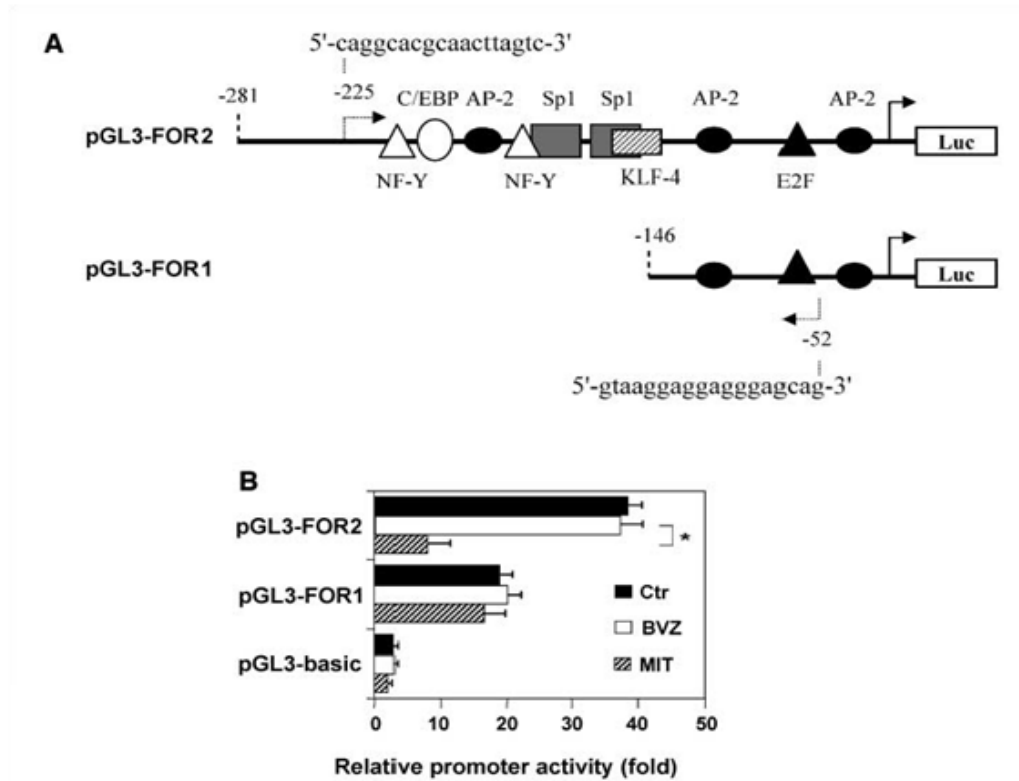 A
5'-caggcacgcaacttagtc-3'
-281
-225
C/EBP AP-2 Sp1 Sp1 AP-2 AP-2
pGL3-FOR2
Luc
NF-Y NF-Y KLF-4 E2F
-146
pGL3-FOR1
Luc
-52
5'-gtaaggaggagggagcag-3'
B
pGL3-FOR2
*
pGL3-FOR1
Ctr
BVZ
pGL3-basic
MIT
0 10 20 30 40 50
Relative promoter activity (fold)